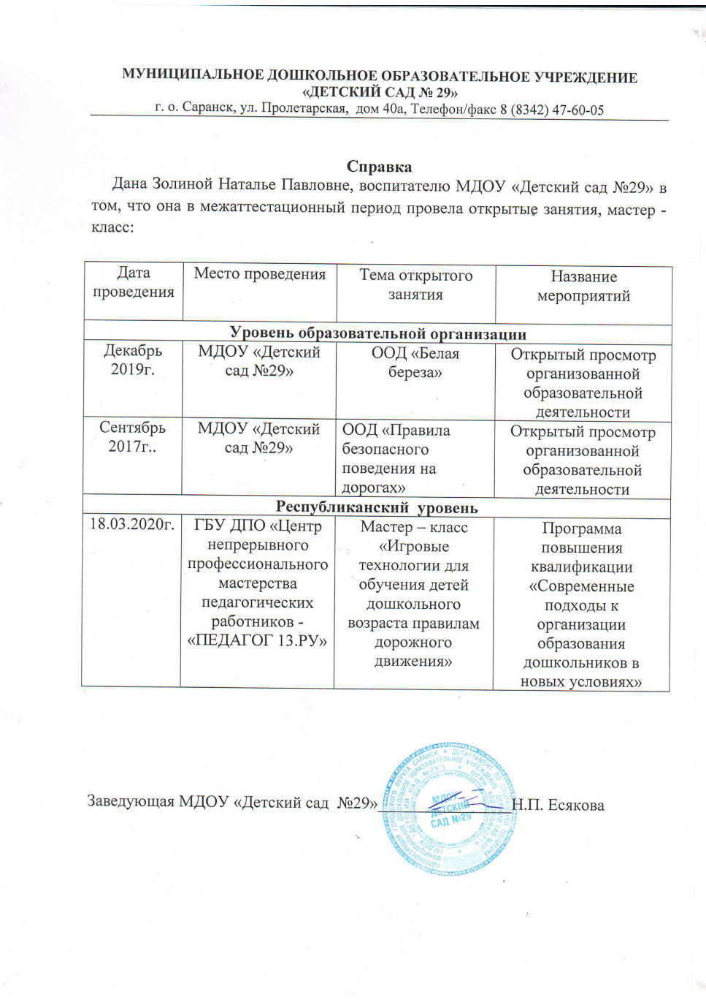 МУНИЦИПАЛЬНОЕ ДОШКОЛЬНОЕ ОБРАЗОВАТЕЛЬНОЕ УЧРЕЖДЕНИЕ
«ДЕТСКИЙ САД № 29»
г. о. Саранск, ул. Пролетарская,  дом 40а, Телефон/факс 8 (8342) 47-60-05
Справка
Дана Золиной Наталье Павловне, воспитателю МДОУ «Детский сад №29» в
том, что она в межаттестационный период провела открытые занятия, мастер -
класс:
Дата
проведения
Место проведения
Тема открытого
занятия
Название
мероприятий
Уровень образовательной организации
Декабрь
2019г.
МДОУ «Детский
сад №29»
ООД «Белая
береза»
Открытый просмотр
организованной
образовательной
деятельности
Сентябрь
2017г..
МДОУ «Детский
сад №29»
ООД «Правила
безопасного
поведения на
дорогах»
Открытый просмотр
организованной
образовательной
деятельности
Республиканский  уровень
18.03.2020г.
ГБУ ДПО «Центр
непрерывного
профессионального
мастерства
педагогических
работников -
«ПЕДАГОГ 13.РУ»
Мастер – класс
«Игровые
технологии для
обучения детей
дошкольного
возраста правилам
дорожного
движения»
Программа
повышения
квалификации
«Современные
подходы к
организации
образования
дошкольников в
новых условиях»
Заведующая МДОУ «Детский сад  №29»
Н.П. Есякова
МДОУ
"ДЕТСКИЙ
САД №29"